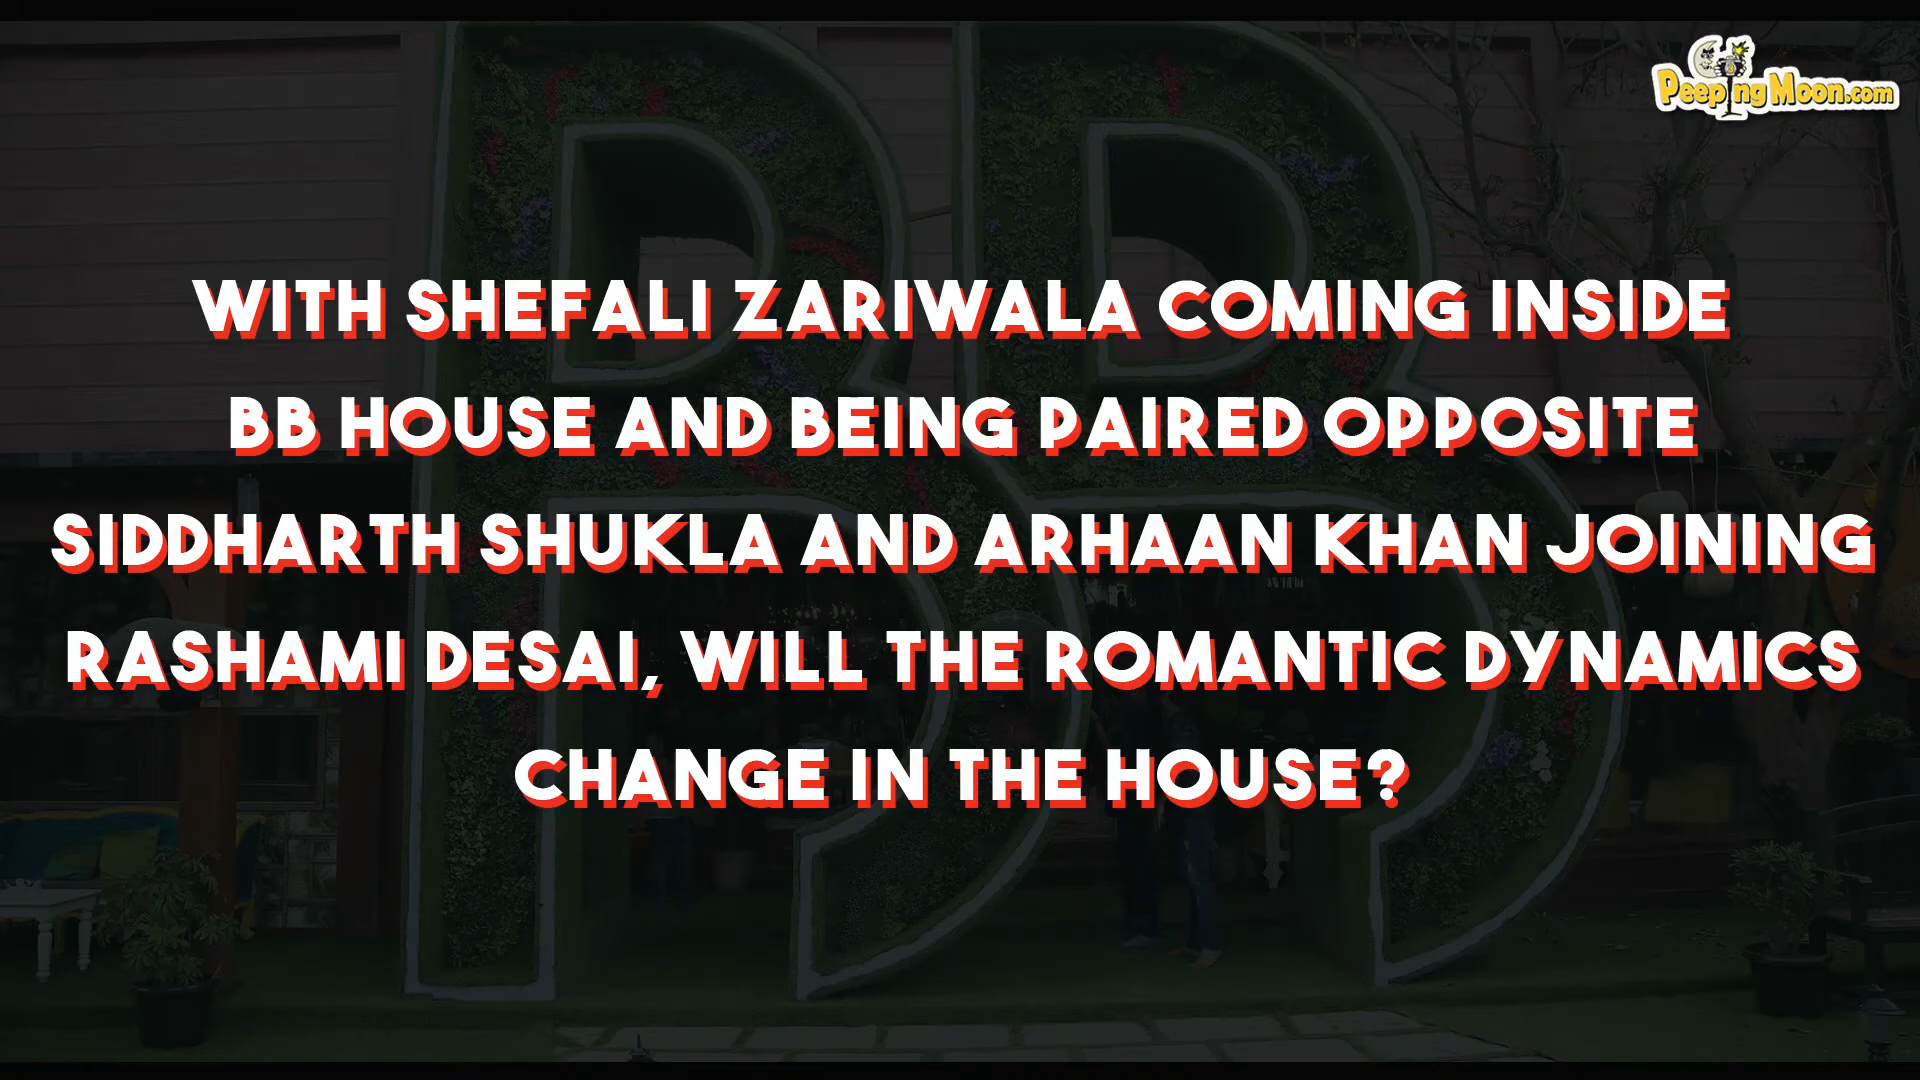 PeepingMoon.com
WITH SHEFALI ZARIWALA COMING INSIDE
BB HOUSE AND BEING PAIRED OPPOSITE
SIDDHARTH SHUKLA AND ARHAAN KHAN JOINING
RASHAMI DESAI, WILL THE ROMANTIC DYNAMICS
CHANGE IN THE HOUSE?